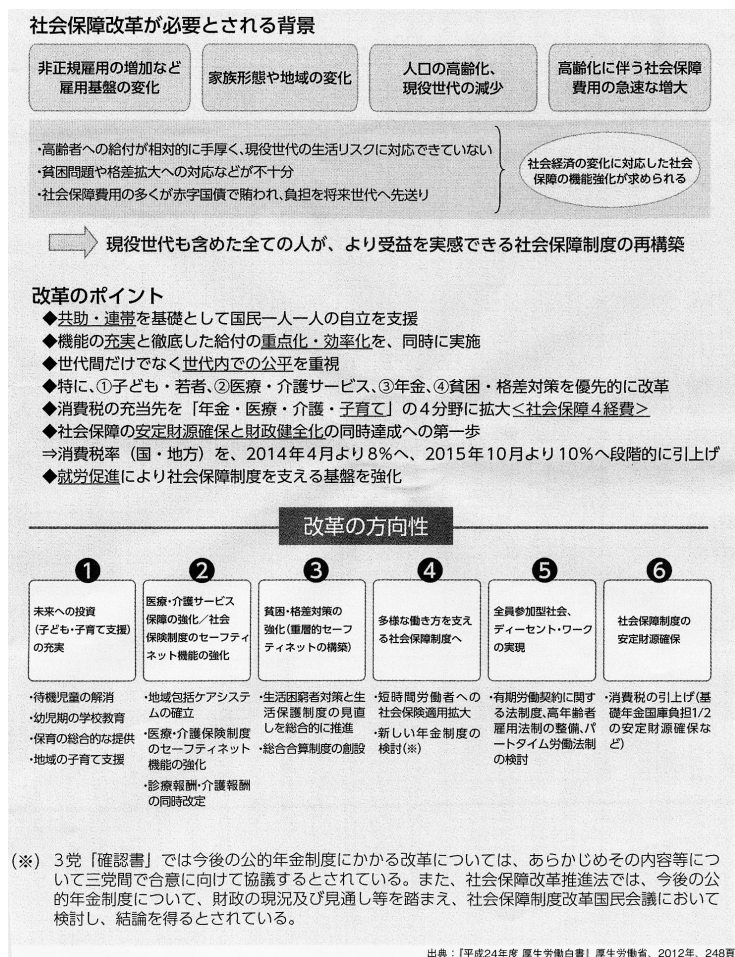 社会保障改革が必要とされる背景
非正規雇用の増加など
雇用基盤の変化
家族形態や地域の変化
人口の高齢化、
現役世代の減少
高齢化に伴う社会保障
費用の急速な増大
・高齢者への給付が相対的に手厚く、現役世代の生活リスクに対応できていない
・貧困問題や格差拡大への対応などが不十分
・社会保障費用の多くが赤字国債で賄われ、負担を将来世代へ先送り
社会経済の変化に対応した社会
保障の機能強化が求められる
現役世代も含めた全ての人が、より受益を実感できる社会保障制度の再構築
改革のポイント
◆共助・連帯を基礎として国民一人一人の自立を支援
◆機能の充実と徹底した給付の重点化・効率化を、同時に実施
◆世代間だけでなく世代内での公平を重視
◆特に、①子ども・若者、②医療・介護サービス、③年金、④貧困・格差対策を優先的に改革
◆消費税の充当先を「年金・医療・介護・子育て」の4分野に拡大＜社会保障4経費＞
◆社会保障の安定財源確保と財政健全化の同時達成への第一歩
⇒消費税率（国・地方）を、2014年4月より8%へ、2015年10月より10%へ段階的に引上げ
◆就労促進により社会保障制度を支える基盤を強化
改革の方向性
❶
未来への投資
（子ども・子育て支援）
の充実
・待機児童の解消
・幼児期の学校教育
・保育の総合的な提供
・地域の子育て支援
❷
医療・介護サービス
保障の強化／社会
保険制度のセーフティ
ネット機能の強化
・地域包括ケアシステ
ムの確立
・医療・介護保険制度
のセーフティネット
機能の強化
・診療報酬・介護報酬
の同時改定
❸
貧困・格差対策の
強化（重層的セーフ
ティネットの構築）
・生活困窮者対策と生
活保護制度の見直
しを総合的に推進
・総合合算制度の創設
❹
多様な働き方を支え
る社会保障制度へ
・短時間労働者への
社会保険適用拡大
・新しい年金制度の
検討（※）
❺
全員参加型社会、
ディーセント・ワーク
の実現
・有期労働契約に関す
る法制度、高年齢者
雇用法制の整備、パ
ートタイム労働法制
の検討
❻
社会保障制度の
安定財源確保
・消費税の引上げ（基
礎年金国庫負担1/2
の安定財源確保な
ど）
（※）3党「確認書」では今後の公的年金制度にかかる改革については、あらかじめその内容等につ
いて三党間で合意に向けて協議するとされている。また、社会保障改革推進法では、今後の公
的年金制度について、財政の現況及び見通し等を踏まえ、社会保障制度改革国民会議において
検討し、結論を得るとされている。
出典：『平成24年度 厚生労働白書』厚生労働省、2012年、248頁